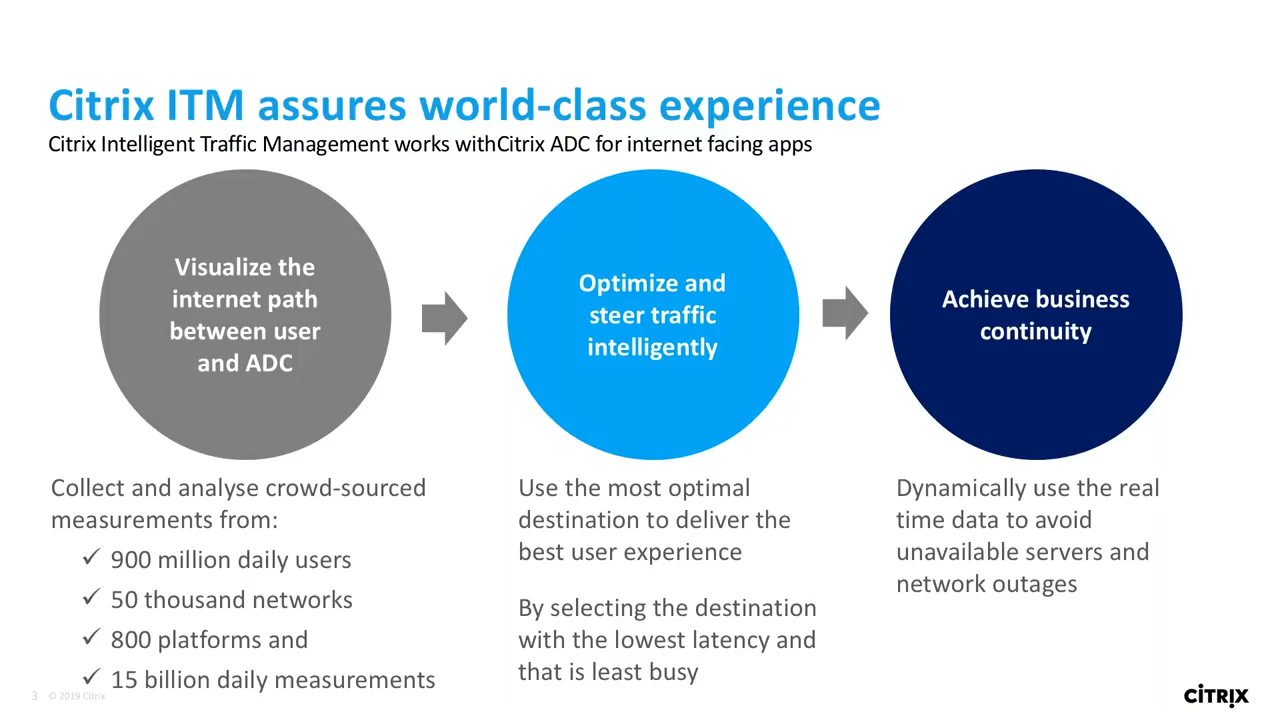 Citrix ITM assures world-class experience
Citrix Intelligent Traffic Management works withCitrix ADC for internet facing apps
Visualize the
internet path
between user
and ADC
Optimize and
steer traffic
intelligently
Achieve business
continuity
Collect and analyse crowd-sourced
measurements from:
✓ 900 million daily users
✓ 50 thousand networks
✓ 800 platforms and
✓ 15 billion daily measurements
Use the most optimal
destination to deliver the
best user experience
By selecting the destination
with the lowest latency and
that is least busy
Dynamically use the real
time data to avoid
unavailable servers and
network outages
3 © 2019 Citrix
CITRIX